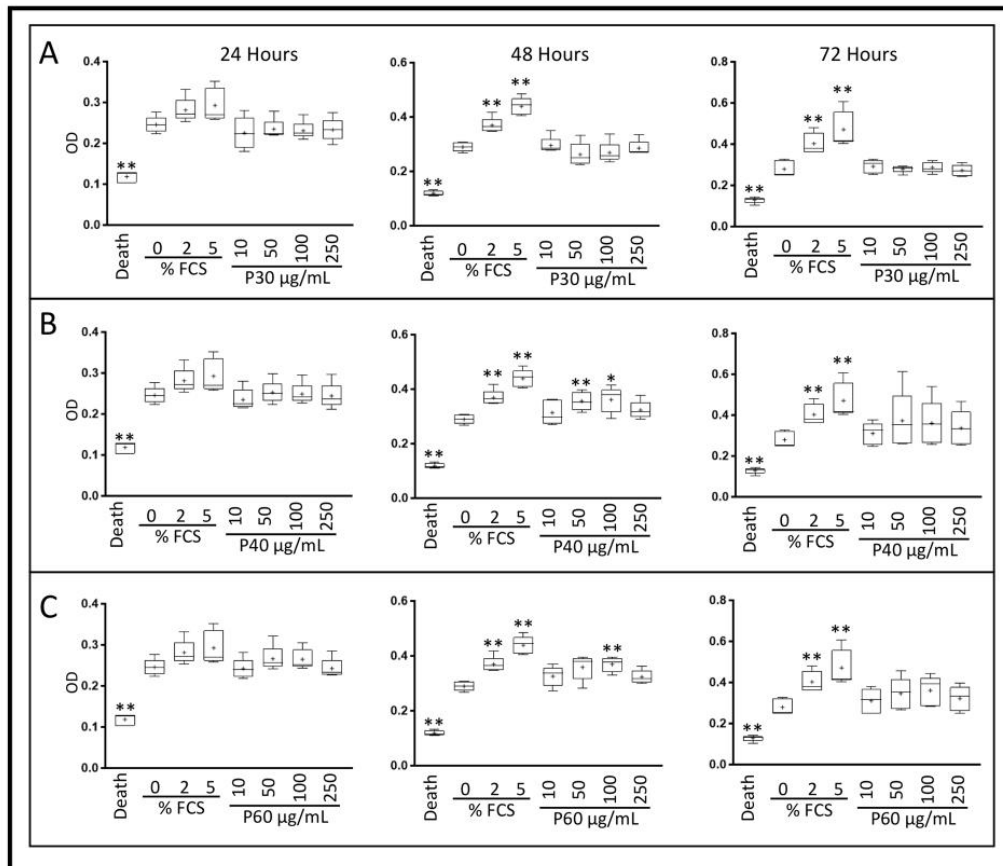 A
24 Hours 48 Hours 72 Hours
0.4 0.6 0.8
** **
** **
0.3
0.4 0.6
OD
0.2 0.4
** 0.2
0.1 ** 0.2 **
0.0 0.0 0.0
Death 0 2 5 10 50 100 250 Death 0 2 5 10 50 100 250 Death 0 2 5 10 50 100 250
% FCS P30 µg/mL % FCS P30 µg/mL % FCS P30 µg/mL
B
0.4 0.6 0.8
** **
** ** * **
0.3
0.4 0.6
OD
0.2 0.4
** 0.2
0.1 ** 0.2 **
0.0 0.0 0.0
Death 0 2 5 10 50 100 250 Death 0 2 5 10 50 100 250 Death 0 2 5 10 50 100 250
% FCS P40 µg/mL % FCS P40 µg/mL % FCS P40 µg/mL
C
0.4 0.6 0.8
** **
** ** **
0.3
0.4 0.6
OD
0.2 0.4
** 0.2
0.1 ** 0.2 **
0.0 0.0 0.0
Death 0 2 5 10 50 100 250 Death 0 2 5 10 50 100 250 Death 0 2 5 10 50 100 250
% FCS P60 µg/mL % FCS P60 µg/mL % FCS P60 µg/mL